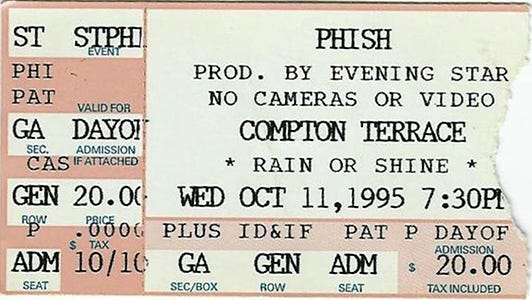 ST STPH
EVENT
PHISH
PHI
PROD. BY EVENING STAR
PAT
NO CAMERAS OR VIDEO
VALID FOR
GA DAYOF
COMPTON TERRACE
SEC. ADMISSION
IF ATTACHED
CAS
* RAIN OR SHINE *
GEN 20.00
WED OCT 11,1995 7:30PM
ROW PRICE
P .0000
PLUS ID&IF PAT P DAYOF
$ TAX
ADMISSION
ADM 10/10
GA GEN ADM $ 20.00
SEAT
SEC/BOX ROW SEAT TAX INCLUDED